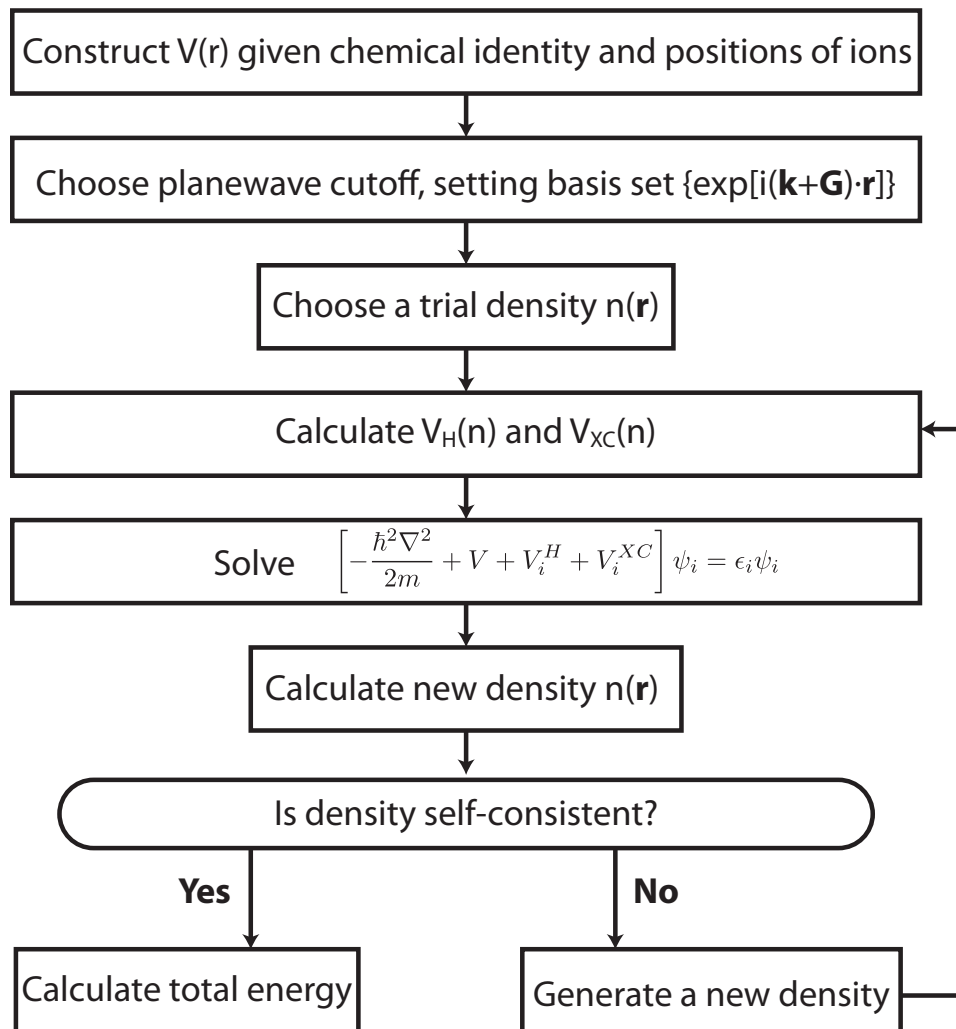 Construct V(r) given chemical identity and positions of ions
Choose planewave cutoff, setting basis set {exp[i(k+G)·r]}
Choose a trial density n(r)
Calculate V_H(n) and V_XC(n)
Solve [-ℏ²∇²/2m + V + V_i^H + V_i^XC] ψ_i = ϵ_i ψ_i
Calculate new density n(r)
Is density self-consistent?
Yes
No
Calculate total energy
Generate a new density